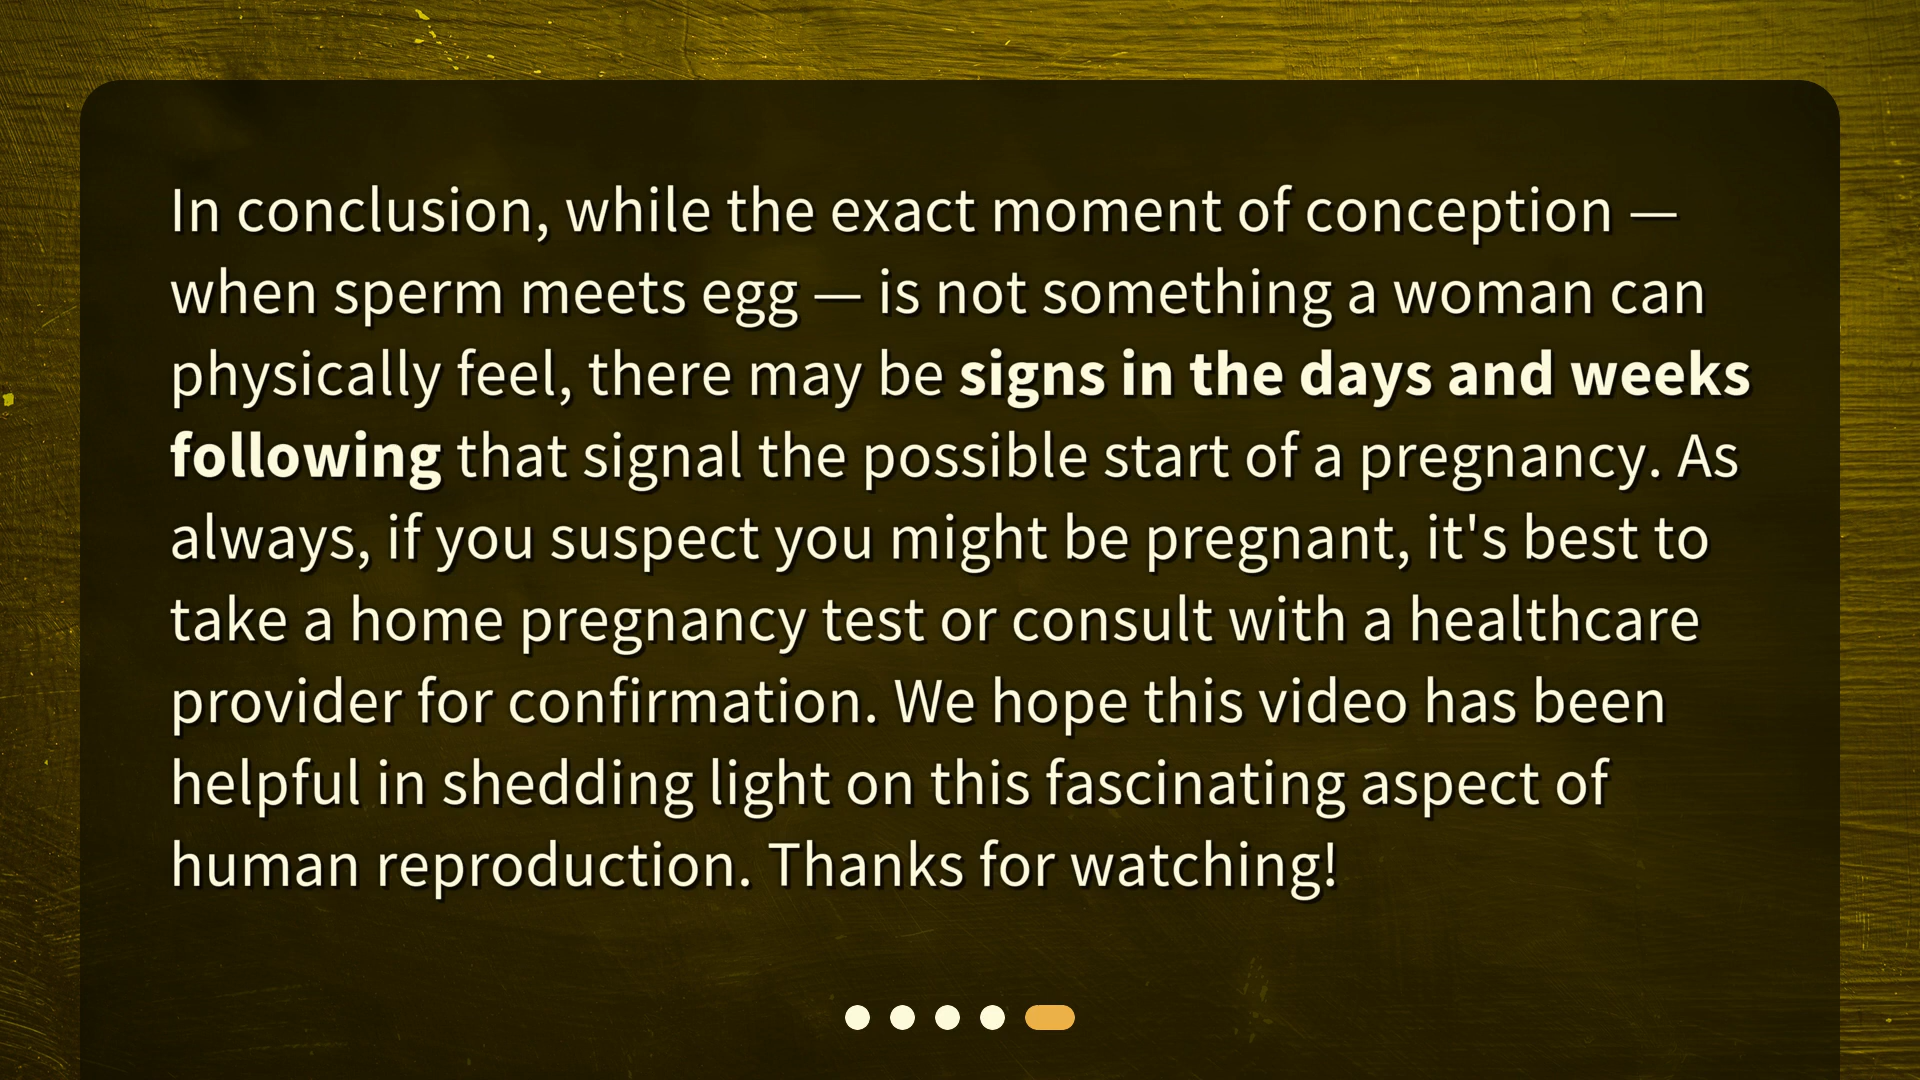 In conclusion, while the exact moment of conception —
when sperm meets egg — is not something a woman can
physically feel, there may be signs in the days and weeks
following that signal the possible start of a pregnancy. As
always, if you suspect you might be pregnant, it's best to
take a home pregnancy test or consult with a healthcare
provider for confirmation. We hope this video has been
helpful in shedding light on this fascinating aspect of
human reproduction. Thanks for watching!